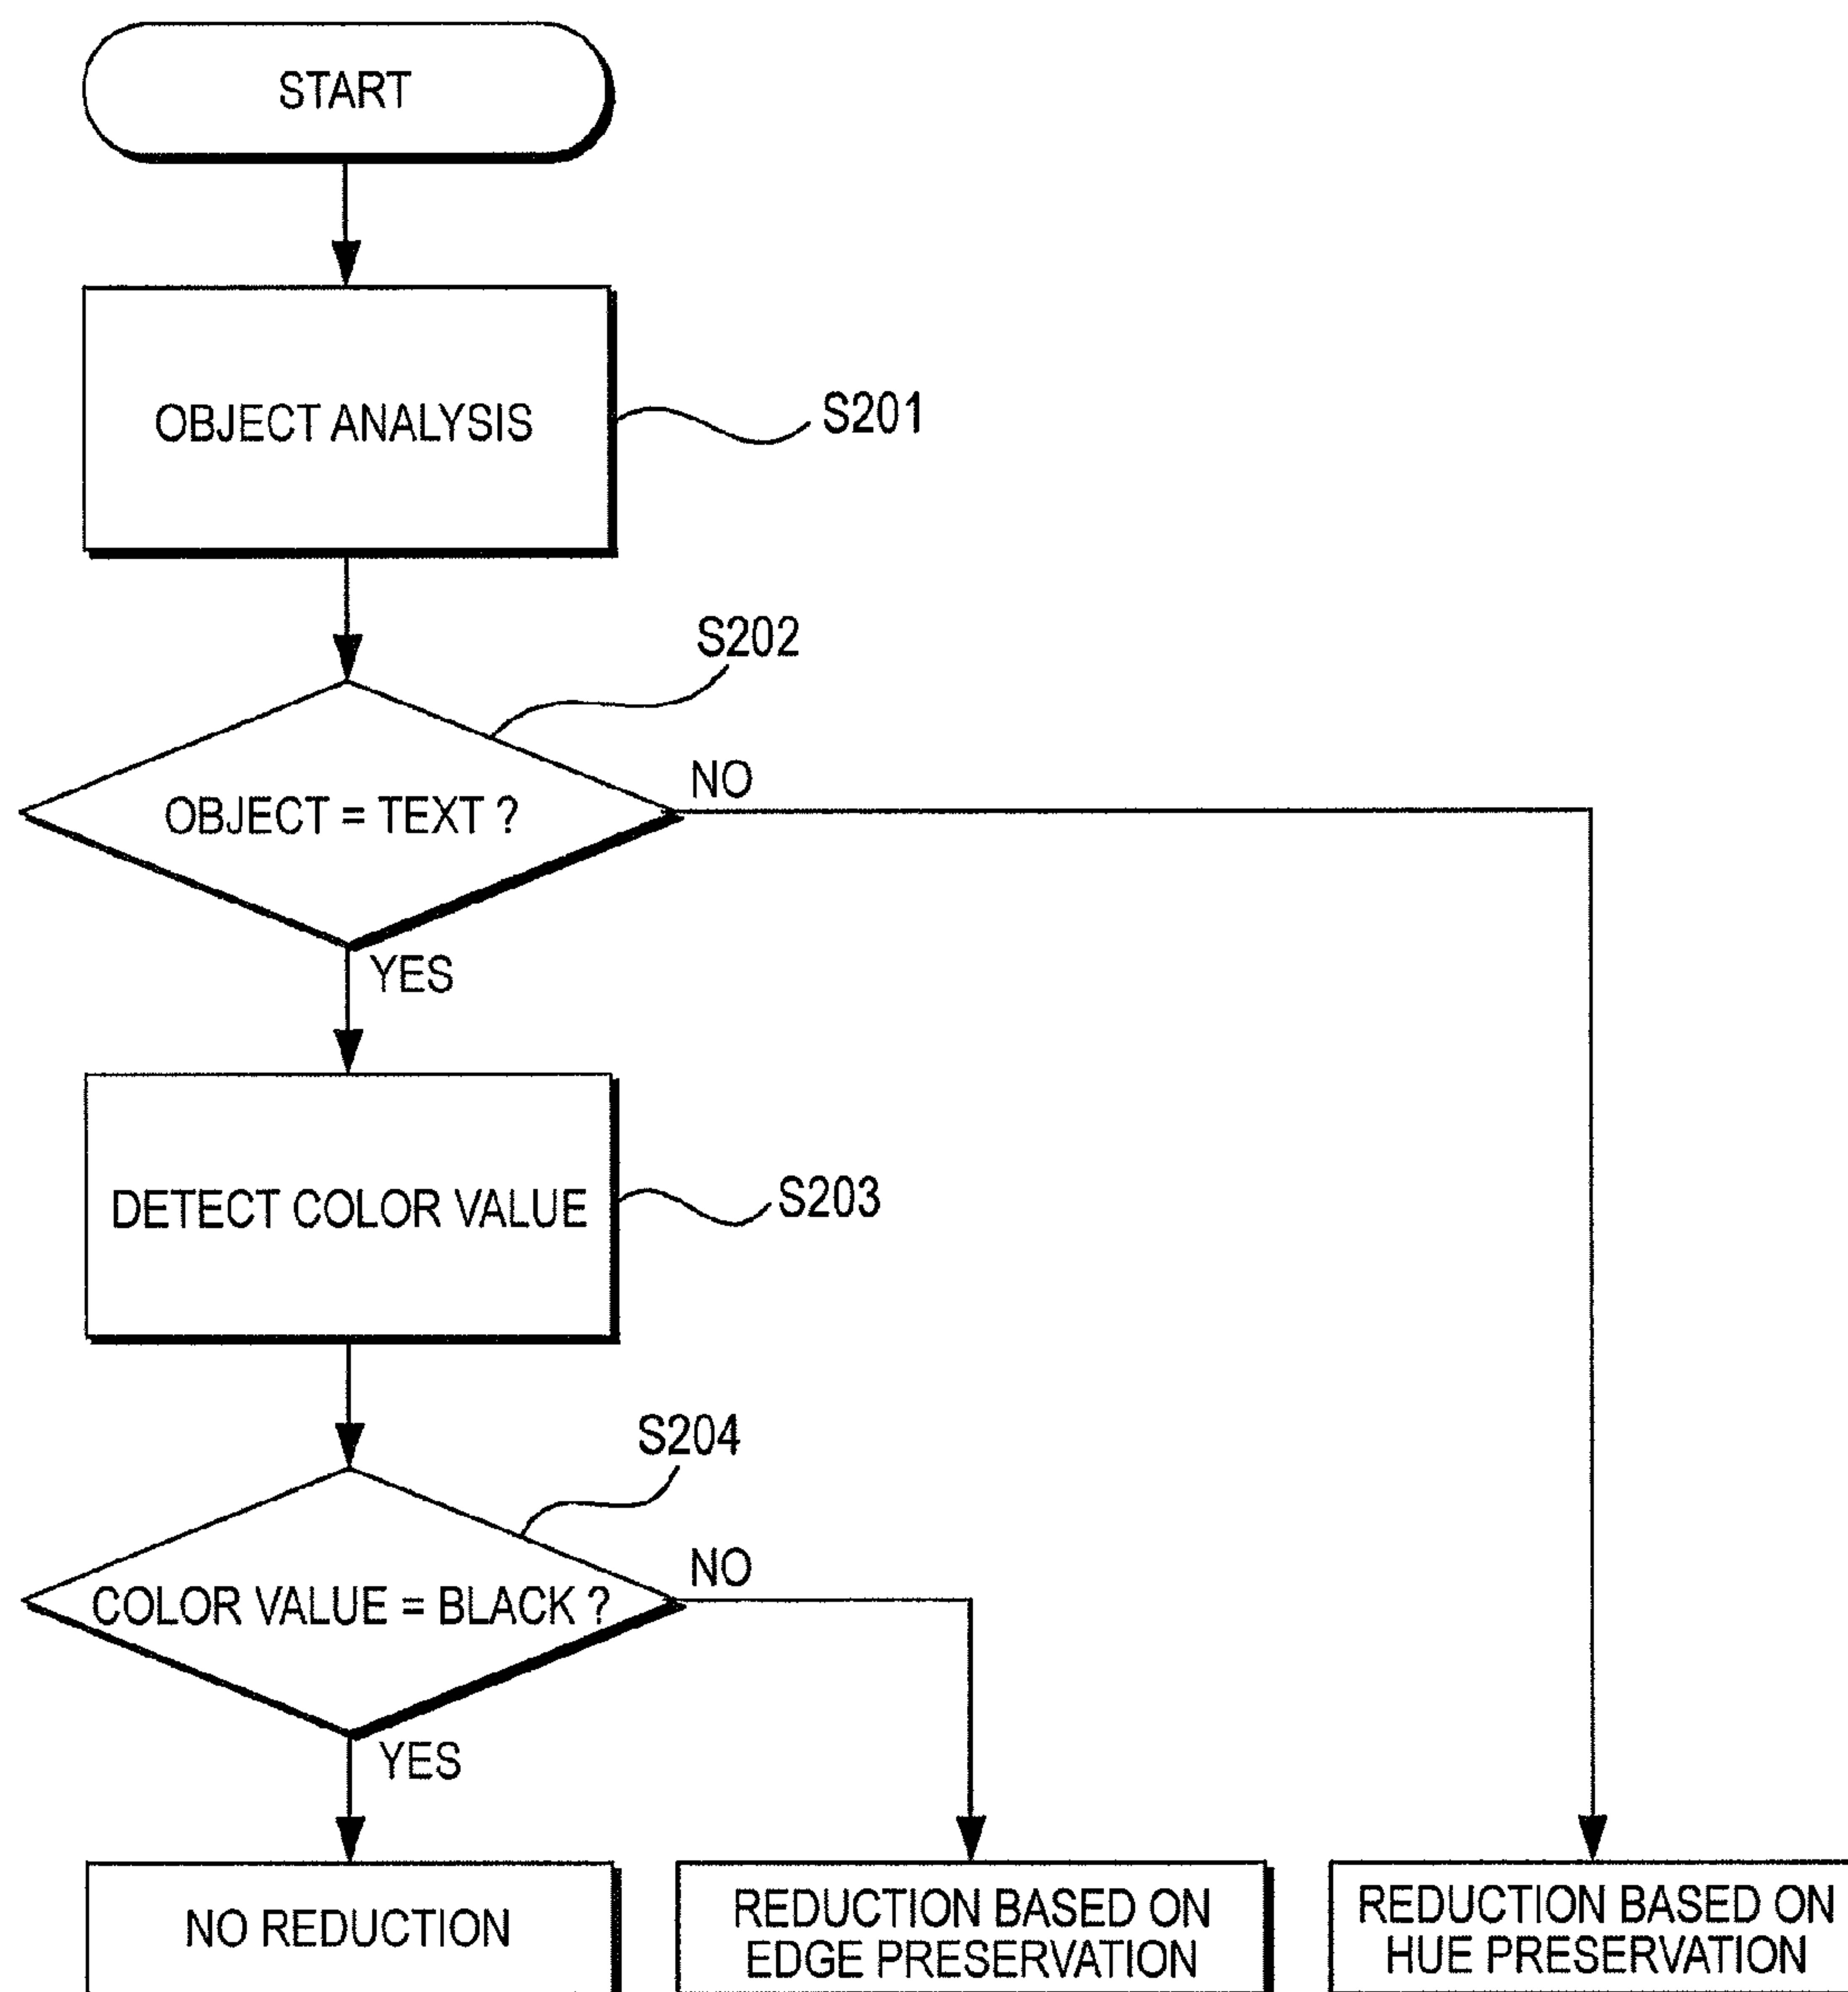 START
OBJECT ANALYSIS
S201
S202
OBJECT = TEXT ?
NO
YES
DETECT COLOR VALUE
S203
S204
COLOR VALUE = BLACK ?
NO
YES
NO REDUCTION
REDUCTION BASED ON
EDGE PRESERVATION
REDUCTION BASED ON
HUE PRESERVATION